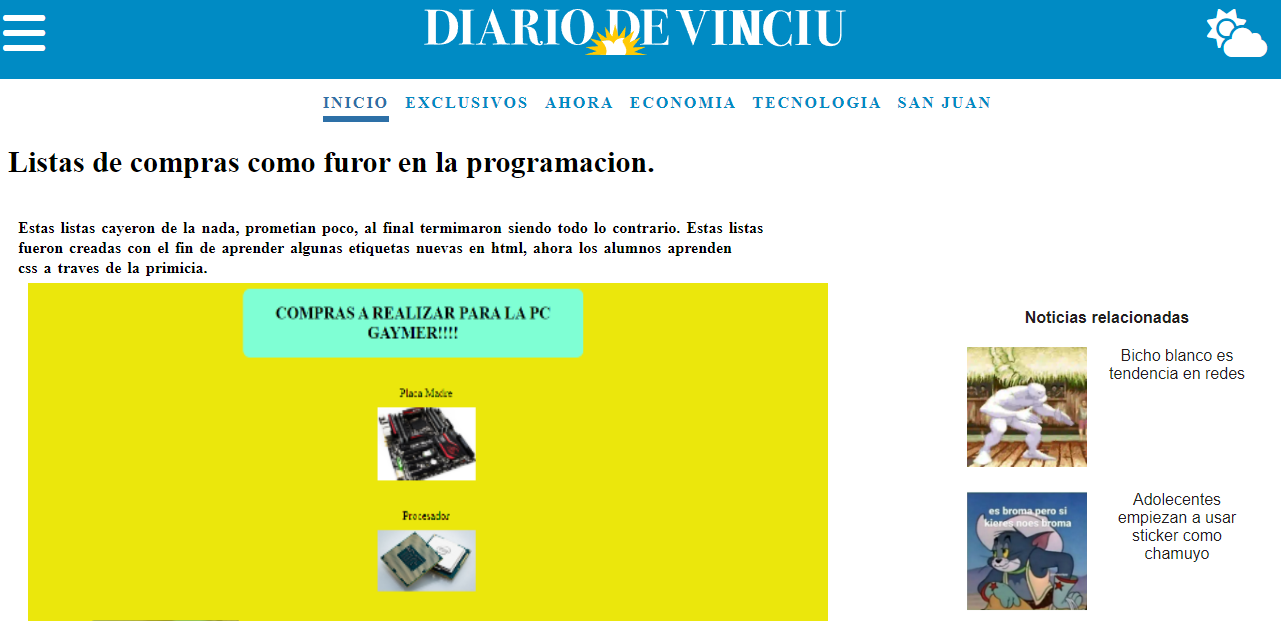 DIARIO DE VINCIU
INICIO EXCLUSIVOS AHORA ECONOMIA TECNOLOGIA SAN JUAN
Listas de compras como furor en la programacion.
Estas listas cayeron de la nada, prometian poco, al final termimaron siendo todo lo contrario. Estas listas
fueron creadas con el fin de aprender algunas etiquetas nuevas en html, ahora los alumnos aprenden
css a traves de la primicia.
COMPRAS A REALIZAR PARA LA PC
GAYMER!!!!
Placa Madre
Procesador
Noticias relacionadas
Bicho blanco es
tendencia en redes
es broma pero si
kieres noes broma
Adolecentes
empiezan a usar
sticker como
chamuyo